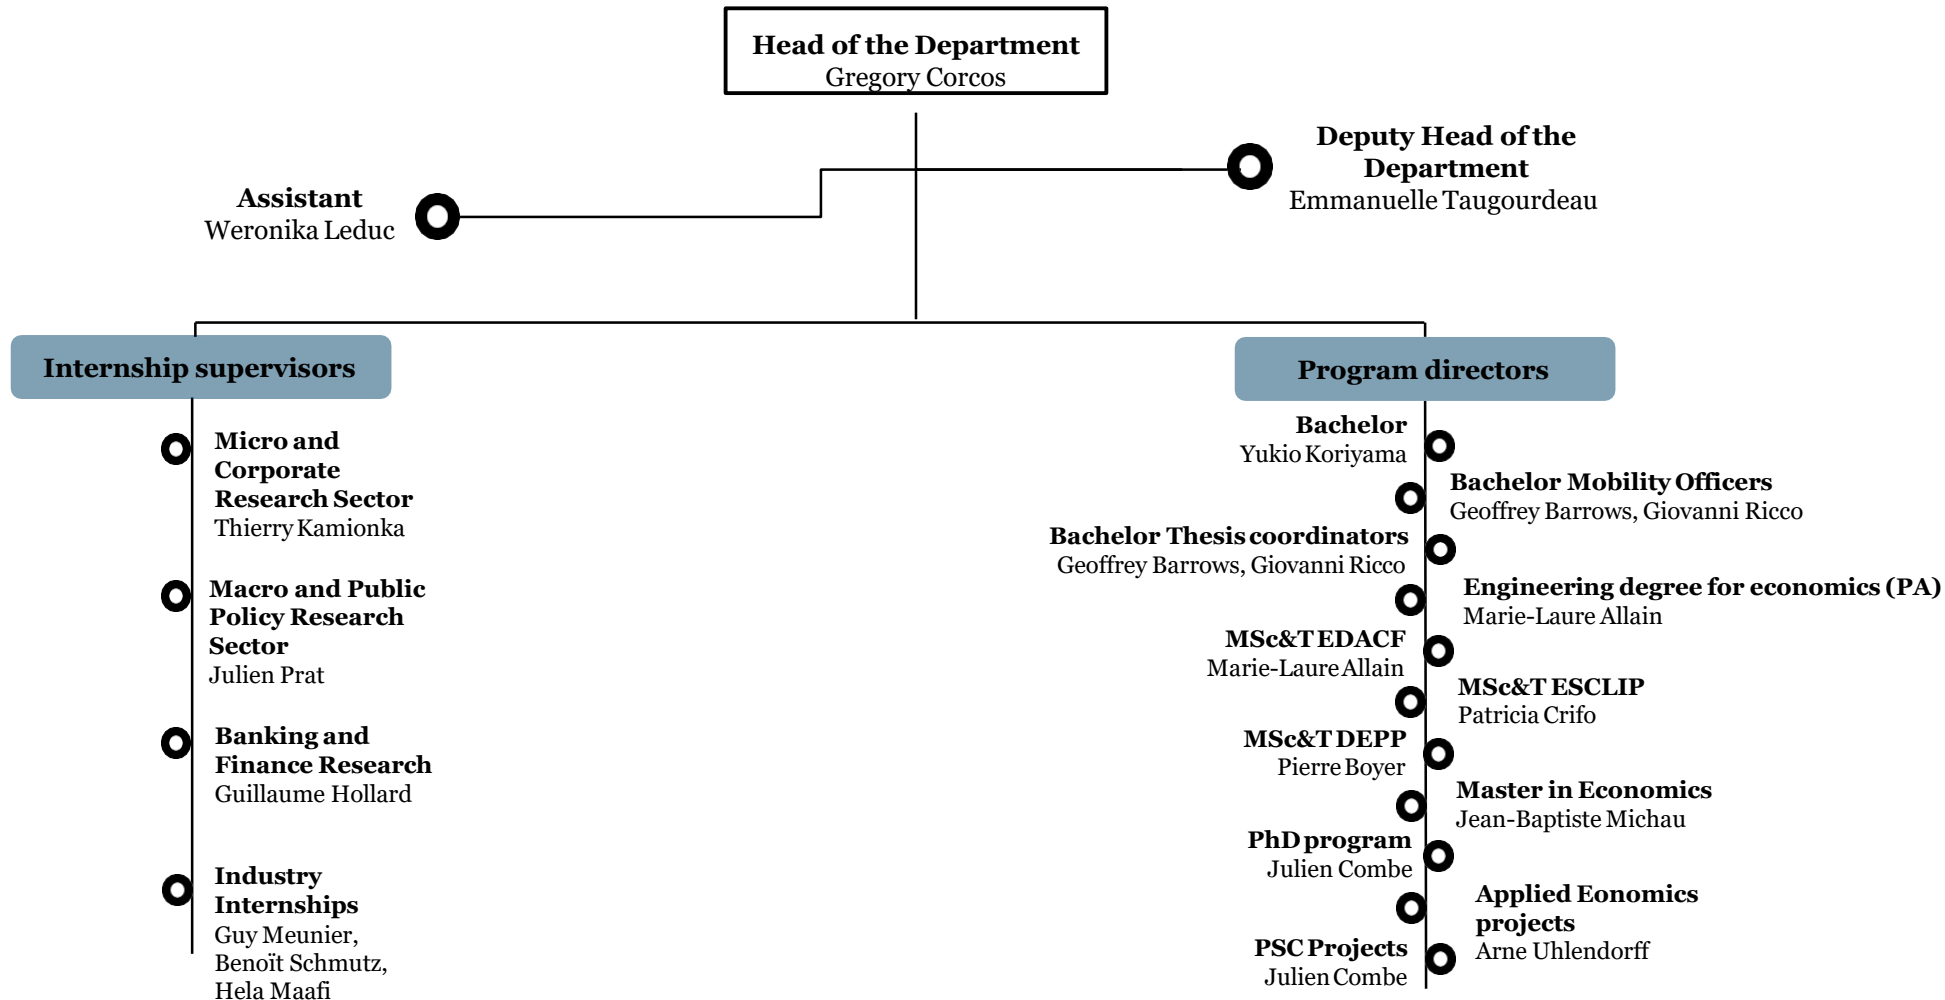 Head of the Department
Gregory Corcos
Deputy Head of the
Department
Emmanuelle Taugourdeau
Assistant
Weronika Leduc
Internship supervisors
Micro and
Corporate
Research Sector
Thierry Kamionka
Macro and Public
Policy Research
Sector
Julien Prat
Banking and
Finance Research
Guillaume Hollard
Industry
Internships
Guy Meunier,
Benoït Schmutz,
Hela Maafi
Program directors
Bachelor
Yukio Koriyama
Bachelor Mobility Officers
Geoffrey Barrows, Giovanni Ricco
Bachelor Thesis coordinators
Geoffrey Barrows, Giovanni Ricco
Engineering degree for economics (PA)
Marie-Laure Allain
MSc&T EDACF
Marie-Laure Allain
MSc&T ESCLIP
Patricia Crifo
MSc&T DEPP
Pierre Boyer
Master in Economics
Jean-Baptiste Michau
PhD program
Julien Combe
Applied Eonomics
projects
Arne Uhlendorff
PSC Projects
Julien Combe